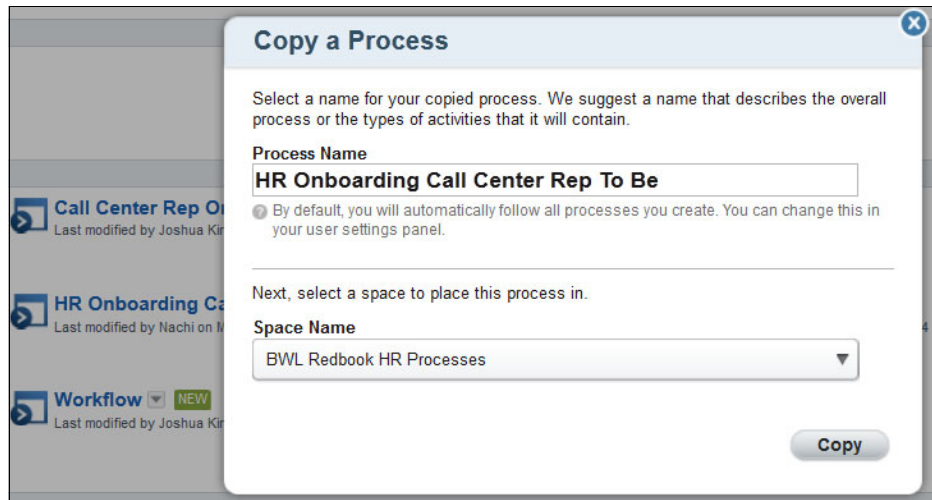 Copy a Process
Select a name for your copied process. We suggest a name that describes the overall
process or the types of activities that it will contain.
Process Name
HR Onboarding Call Center Rep To Be
By default, you will automatically follow all processes you create. You can change this in
your user settings panel.
Next, select a space to place this process in.
Space Name
BWL Redbook HR Processes
Copy
Call Center Rep
Last modified by Joshua
HR Onboarding
Last modified by Nachi on
4
Workflow NEW
Last modified by Joshua